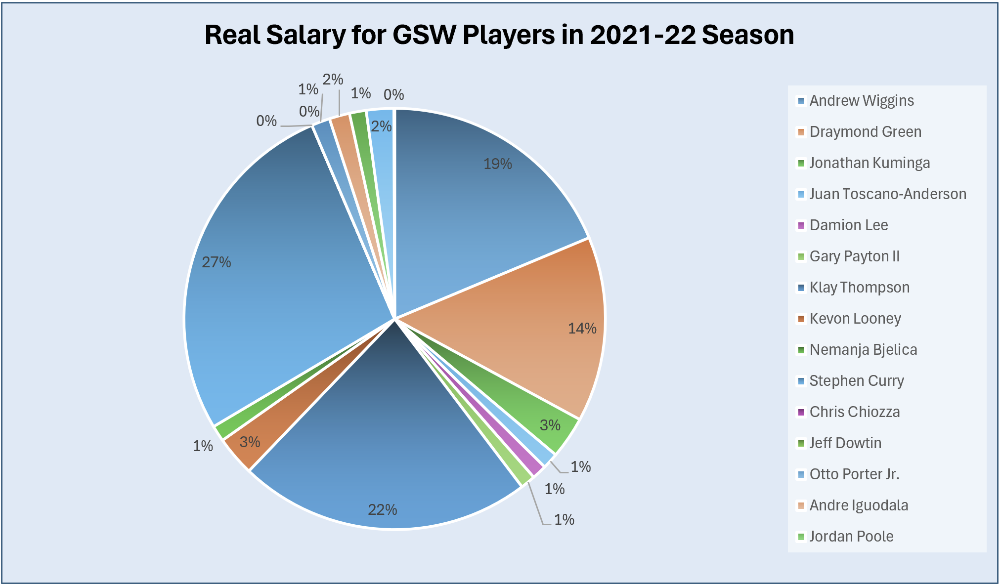 Real Salary for GSW Players in 2021-22 Season
2%
1%
1%
0%
0%
0%
2%
19%
27%
14%
3%
3%
1%
1%
1%
22%
1%
Andrew Wiggins
Draymond Green
Jonathan Kuminga
Juan Toscano-Anderson
Damion Lee
Gary Payton II
Klay Thompson
Kevon Looney
Nemanja Bjelica
Stephen Curry
Chris Chiozza
Jeff Dowtin
Otto Porter Jr.
Andre Iguodala
Jordan Poole